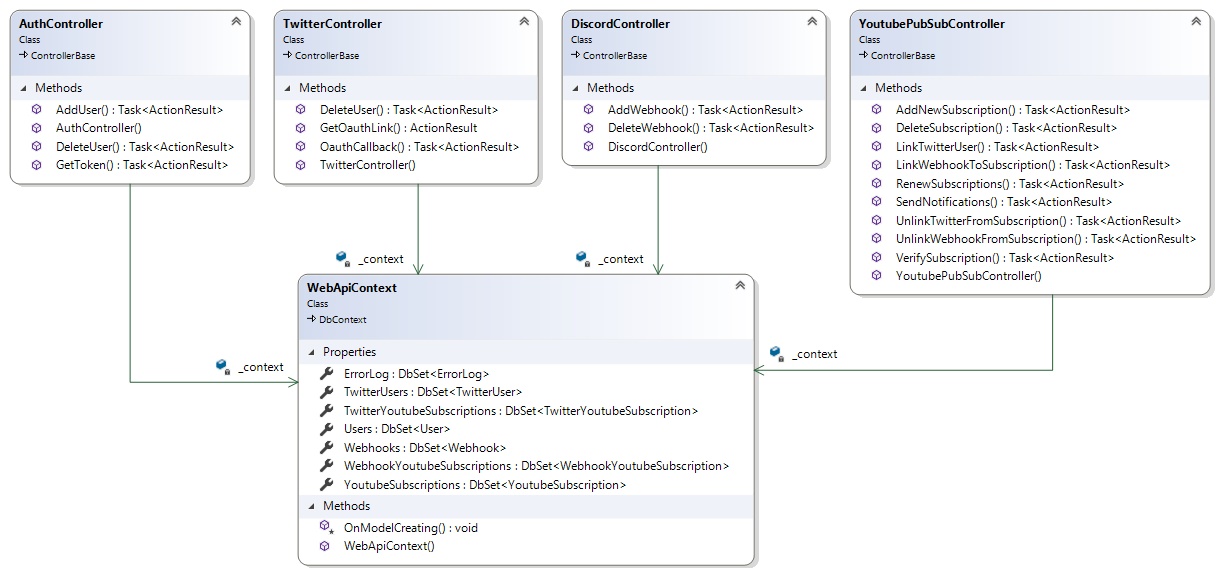 AuthController
Class
ControllerBase
Methods
AddUser() : Task<ActionResult>
AuthController()
DeleteUser() : Task<ActionResult>
GetToken() : Task<ActionResult>
TwitterController
Class
ControllerBase
Methods
DeleteUser() : Task<ActionResult>
GetOauthLink() : ActionResult
OauthCallback() : Task<ActionResult>
TwitterController()
DiscordController
Class
ControllerBase
Methods
AddWebhook() : Task<ActionResult>
DeleteWebhook() : Task<ActionResult>
DiscordController()
YoutubePubSubController
Class
ControllerBase
Methods
AddNewSubscription() : Task<ActionResult>
DeleteSubscription() : Task<ActionResult>
LinkTwitterUser() : Task<ActionResult>
LinkWebhookToSubscription() : Task<ActionResult>
RenewSubscriptions() : Task<ActionResult>
SendNotifications() : Task<ActionResult>
UnlinkTwitterFromSubscription() : Task<ActionResult>
UnlinkWebhookFromSubscription() : Task<ActionResult>
VerifySubscription() : Task<ActionResult>
YoutubePubSubController()
_context
_context
_context
_context
WebApiContext
Class
DbContext
Properties
ErrorLog : DbSet<ErrorLog>
TwitterUsers : DbSet<TwitterUser>
TwitterYoutubeSubscriptions : DbSet<TwitterYoutubeSubscription>
Users : DbSet<User>
Webhooks : DbSet<Webhook>
WebhookYoutubeSubscriptions : DbSet<WebhookYoutubeSubscription>
YoutubeSubscriptions : DbSet<YoutubeSubscription>
Methods
OnModelCreating() : void
WebApiContext()